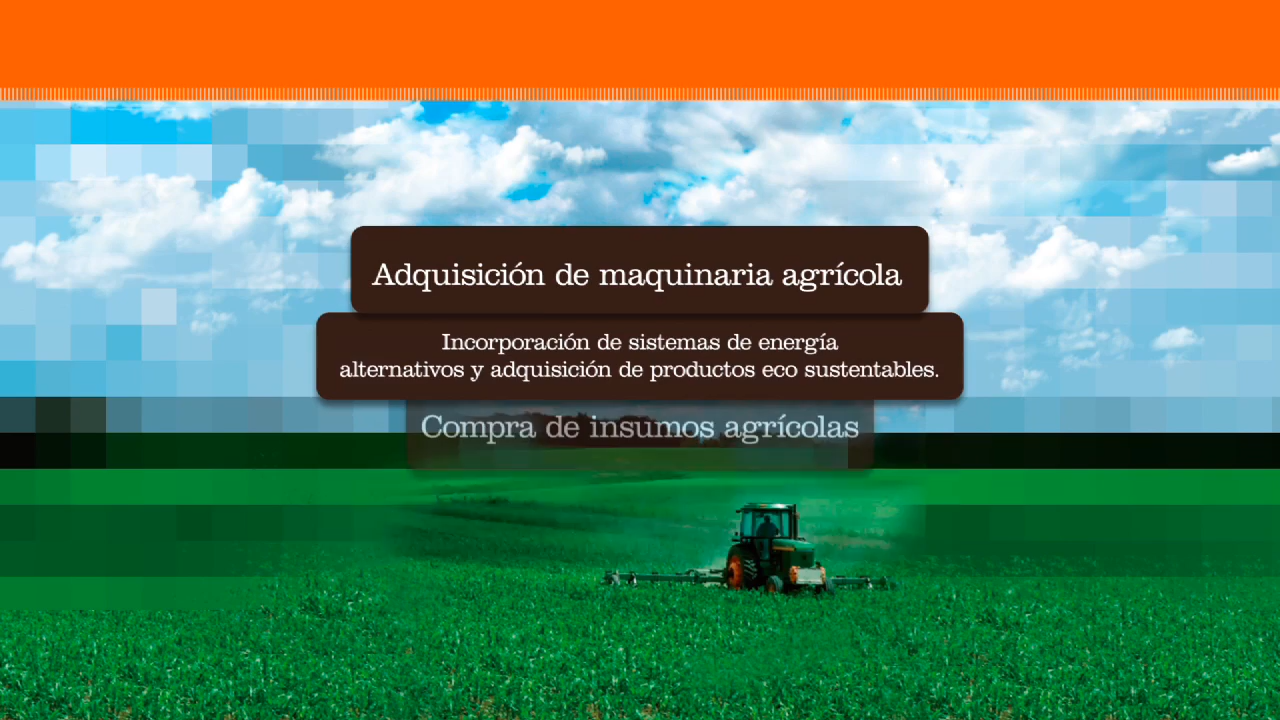 Adquisición de maquinaria agrícola
Incorporación de sistemas de energía
alternativos y adquisición de productos eco sustentables.
Compra de insumos agrícolas